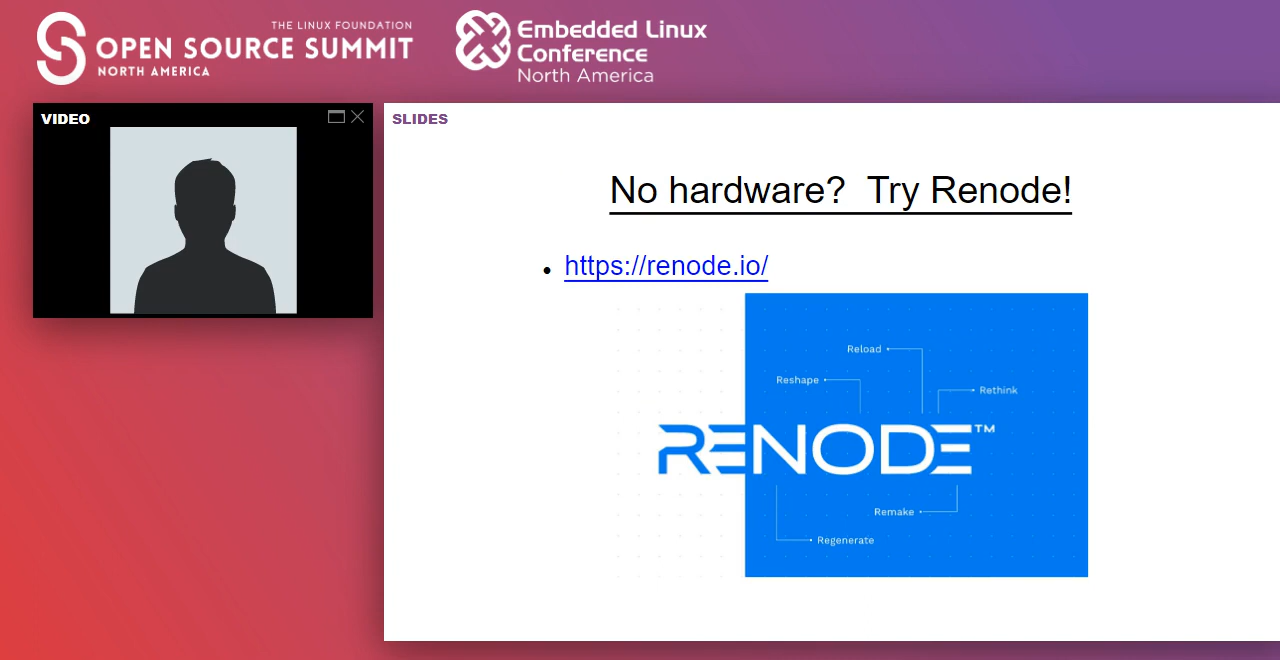 THE LINUX FOUNDATION
OPEN SOURCE SUMMIT
NORTH AMERICA
Embedded Linux
Conference
North America
VIDEO
SLIDES
No hardware?  Try Renode!
• https://renode.io/
Reload
Reshape
Rethink
RENODE™
Remake
Regenerate